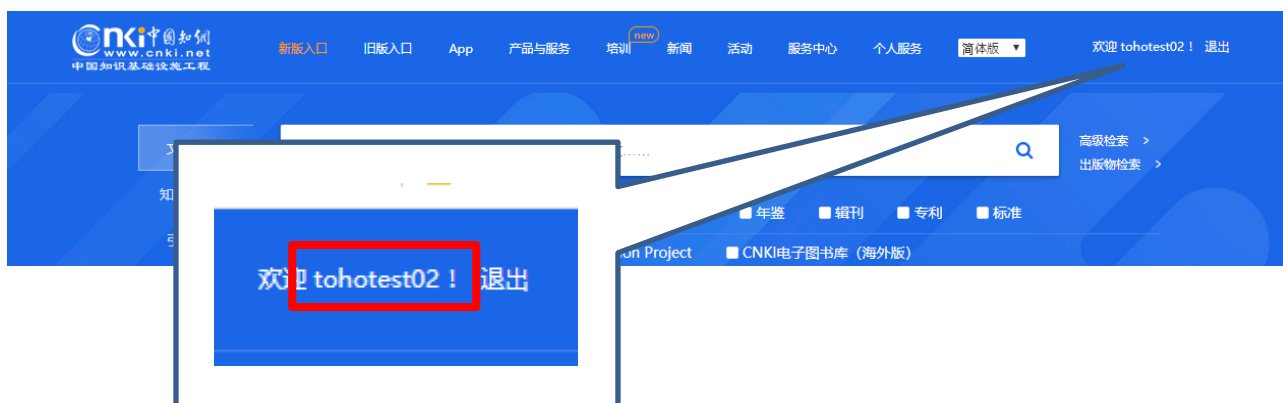 cnki中国知网
www.cnki.net
中国知识基础设施工程
新版入口 旧版入口 App 产品与服务 培训 new 新闻 活动 服务中心 个人服务 简体版 欢迎 tohotest02！ 退出
高级检索 >
出版物检索 >
知
年鉴 辑刊 专利 标准
引
on Project CNKI电子图书库（海外版）
欢迎 tohotest02！ 退出